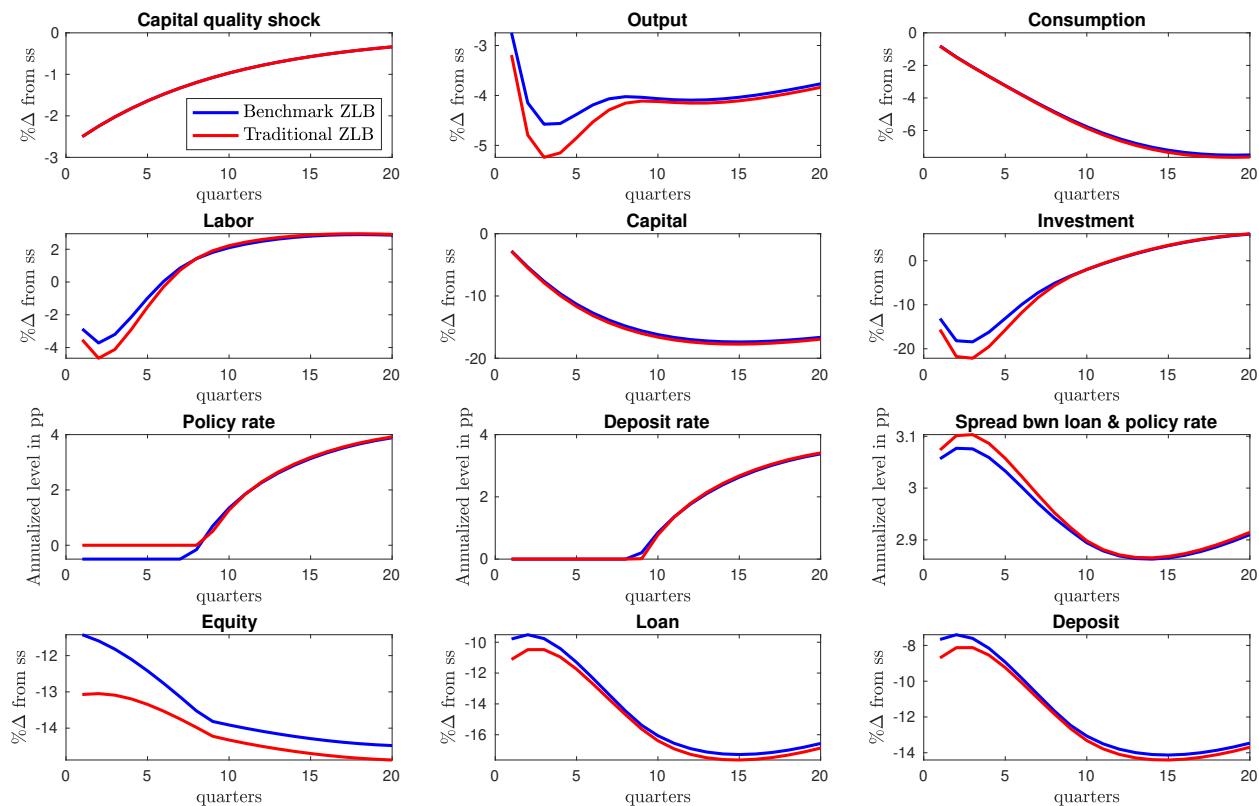 Capital quality shock
0
-1
-2
-3
%Δ from ss
0 5 10 15 20
quarters
Benchmark ZLB
Traditional ZLB
Output
-3
-4
-5
%Δ from ss
0 5 10 15 20
quarters
Consumption
0
-2
-4
-6
%Δ from ss
0 5 10 15 20
quarters
Labor
2
0
-2
-4
%Δ from ss
0 5 10 15 20
quarters
Capital
0
-10
-20
%Δ from ss
0 5 10 15 20
quarters
Investment
0
-10
-20
%Δ from ss
0 5 10 15 20
quarters
Policy rate
4
2
0
Annualized level in pp
0 5 10 15 20
quarters
Deposit rate
4
2
0
Annualized level in pp
0 5 10 15 20
quarters
Spread bwn loan & policy rate
3.1
3
2.9
Annualized level in pp
0 5 10 15 20
quarters
Equity
-12
-13
-14
%Δ from ss
0 5 10 15 20
quarters
Loan
-10
-12
-14
-16
%Δ from ss
0 5 10 15 20
quarters
Deposit
-8
-10
-12
-14
%Δ from ss
0 5 10 15 20
quarters